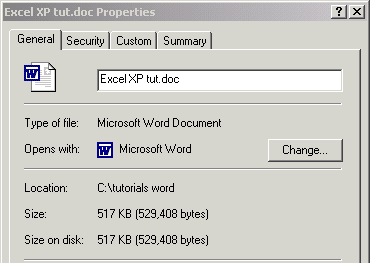 Excel XP tut.doc Properties
General Security Custom Summary
Excel XP tut.doc
Type of file: Microsoft Word Document
Opens with: Microsoft Word Change...
Location: C:\tutorials word
Size: 517 KB (529,408 bytes)
Size on disk: 517 KB (529,408 bytes)